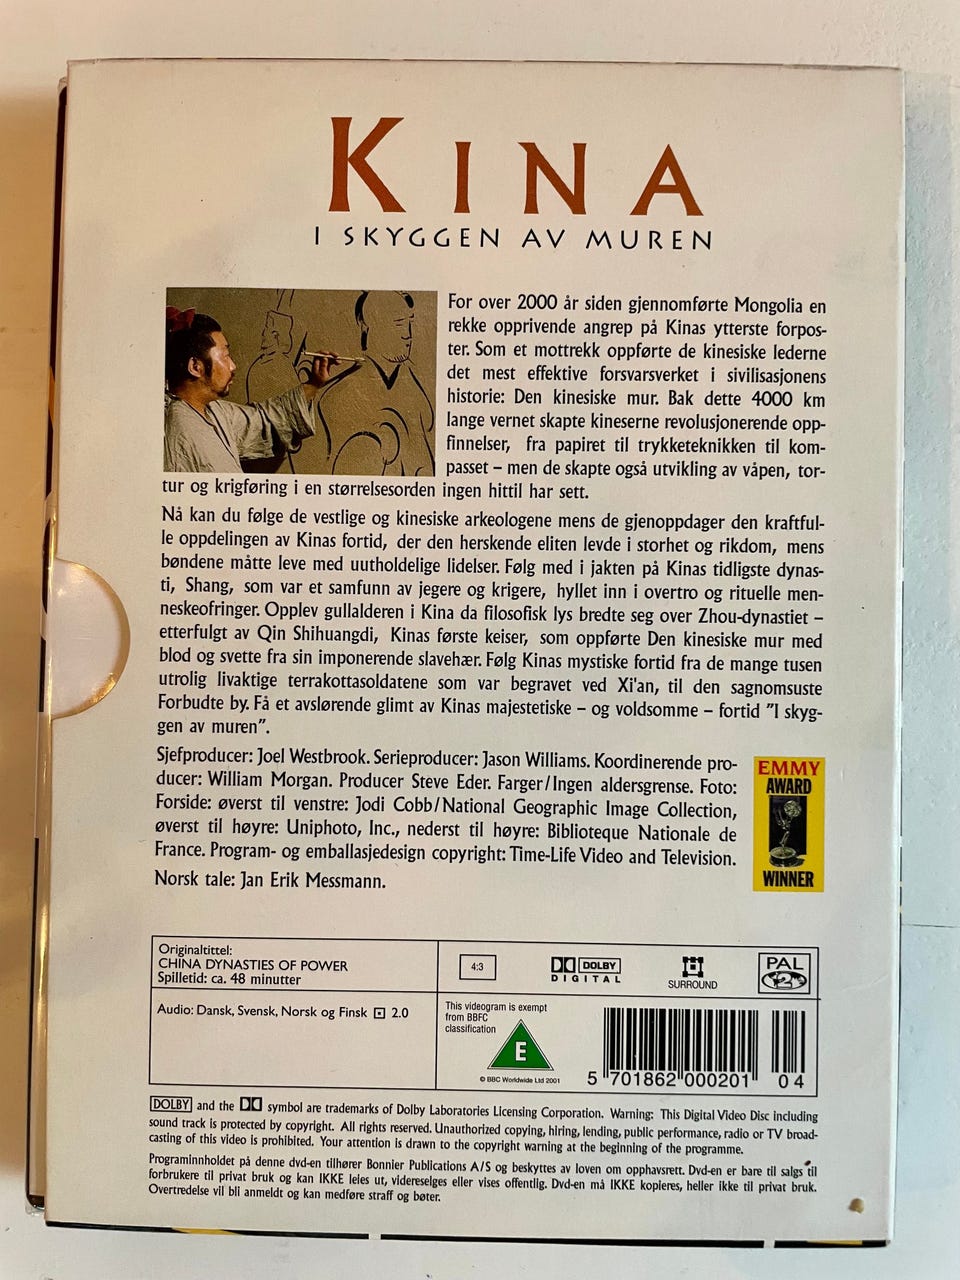 KINA
I SKYGGEN AV MUREN
For over 2000 år siden gjennomførte Mongolia en
rekke opprivende angrep på Kinas ytterste forpos-
ter. Som et mottrekk oppførte de kinesiske lederne
det mest effektive forsvarsverket i sivilisasjonens
historie: Den kinesiske mur. Bak dette 4000 km
lange vernet skapte kineserne revolusjonerende opp-
finnelser, fra papiret til trykketeknikken til kom-
passet – men de skapte også utvikling av våpen, tor-
tur og krigføring i en størrelsesorden ingen hittil har sett.
Nå kan du følge de vestlige og kinesiske arkeologene mens de gjenoppdager den kraftful-
le oppdelingen av Kinas fortid, der den herskende eliten levde i storhet og rikdom, mens
bøndene måtte leve med uutholdelige lidelser. Følg med i jakten på Kinas tidligste dynas-
ti, Shang, som var et samfunn av jegere og krigere, hyllet inn i overtro og rituelle men-
neskeofringer. Opplev gullalderen i Kina da filosofisk lys bredte seg over Zhou-dynastiet –
etterfulgt av Qin Shihuangdi, Kinas første keiser, som oppførte Den kinesiske mur med
blod og svette fra sin imponerende slavehær. Følg Kinas mystiske fortid fra de mange tusen
utrolig livaktige terrakottasoldatene som var begravet ved Xi'an, til den sagnomsuste
Forbudte by. Få et avslørende glimt av Kinas majestetiske – og voldsomme – fortid "I skyg-
gen av muren".
Sjefproducer: Joel Westbrook. Serieproducer: Jason Williams. Koordinerende pro-
ducer: William Morgan. Producer Steve Eder. Farger/Ingen aldersgrense. Foto:
Forside: øverst til venstre: Jodi Cobb/National Geographic Image Collection,
øverst til høyre: Uniphoto, Inc., nederst til høyre: Biblioteque Nationale de
France. Program- og emballasjedesign copyright: Time-Life Video and Television.
Norsk tale: Jan Erik Messmann.
EMMY
AWARD
WINNER
Originaltittel:
CHINA DYNASTIES OF POWER
Spilletid: ca. 48 minutter
4:3
DOLBY
DIGITAL
SURROUND
PAL
2
Audio: Dansk, Svensk, Norsk og Finsk 2.0
This videogram is exempt
from BBFC
classification
E
© BBC Worldwide Ltd 2001
5 701862 000201 04
DOLBY and the symbol are trademarks of Dolby Laboratories Licensing Corporation. Warning: This Digital Video Disc including
sound track is protected by copyright. All rights reserved. Unauthorized copying, hiring, lending, public performance, radio or TV broad-
casting of this video is prohibited. Your attention is drawn to the copyright warning at the beginning of the programme.
Programinnholdet på denne dvd-en tilhører Bonnier Publications A/S og beskyttes av loven om opphavsrett. Dvd-en er bare til salgs til
forbrukere til privat bruk og kan IKKE leies ut, videreselges eller vises offentlig. Dvd-en må IKKE kopieres, heller ikke til privat bruk.
Overtredelse vil bli anmeldt og kan medføre straff og bøter.